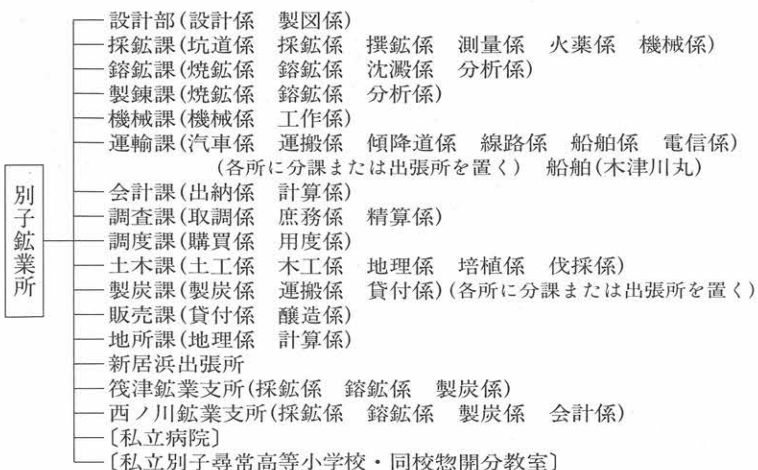 別子鉱業所
設計部(設計係 製図係)
採鉱課(坑道係 採鉱係 撰鉱係 測量係 火薬係 機械係)
鎔鉱課(焼鉱係 鎔鉱係 沈澱係 分析係)
製錬課(焼鉱係 鎔鉱係 分析係)
機械課(機械係 工作係)
運輸課(汽車係 運搬係 傾降道係 線路係 船舶係 電信係)
(各所に分課または出張所を置く) 船舶(木津川丸)
会計課(出納係 計算係)
調査課(取調係 庶務係 精算係)
調度課(購買係 用度係)
土木課(土工係 木工係 地理係 培植係 伐採係)
製炭課(製炭係 運搬係 貸付係)(各所に分課または出張所を置く)
販売課(貸付係 醸造係)
地所課(地理係 計算係)
新居浜出張所
筏津鉱業支所(採鉱係 鎔鉱係 製炭係)
西ノ川鉱業支所(採鉱係 鎔鉱係 製炭係 会計係)
〔私立病院〕
〔私立別子尋常高等小学校・同校惣開分教室〕